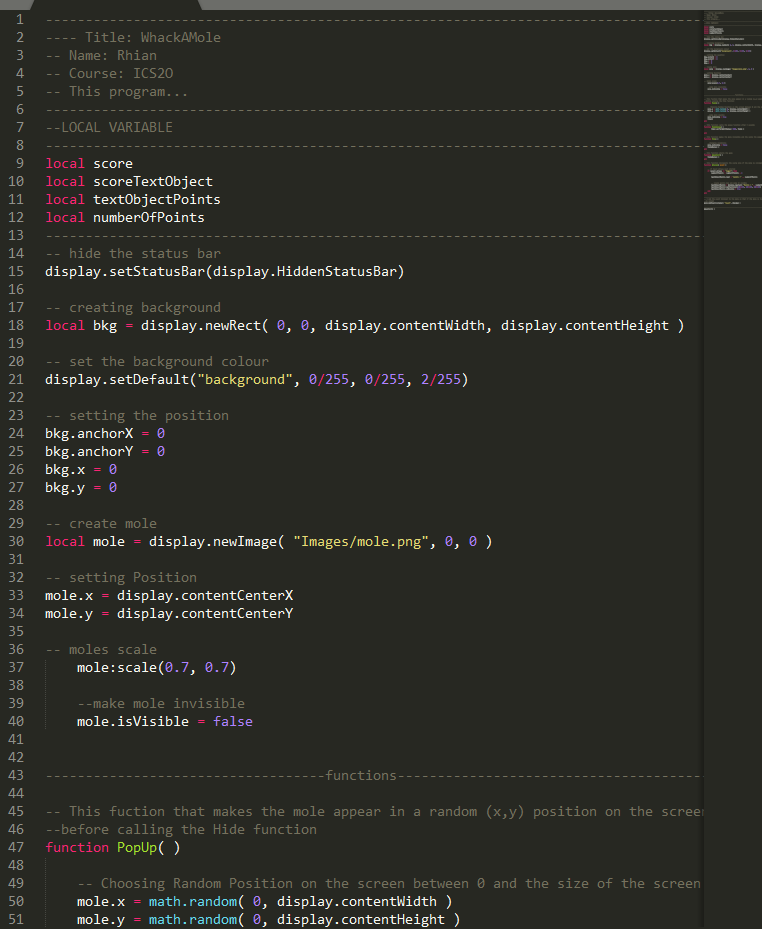 1 ----------------------------------------------------------------------------------
2 ---- Title: WhackAMole
3 -- Name: Rhian
4 -- Course: ICS2O
5 -- This program...
6 ----------------------------------------------------------------------------------
7 --LOCAL VARIABLE
8 ----------------------------------------------------------------------------------
9 local score
10 local scoreTextObject
11 local textObjectPoints
12 local numberOfPoints
13 ----------------------------------------------------------------------------------
14 -- hide the status bar
15 display.setStatusBar(display.HiddenStatusBar)
16
17 -- creating background
18 local bkg = display.newRect( 0, 0, display.contentWidth, display.contentHeight )
19
20 -- set the background colour
21 display.setDefault("background", 0/255, 0/255, 2/255)
22
23 -- setting the position
24 bkg.anchorX = 0
25 bkg.anchorY = 0
26 bkg.x = 0
27 bkg.y = 0
28
29 -- create mole
30 local mole = display.newImage( "Images/mole.png", 0, 0 )
31
32 -- setting Position
33 mole.x = display.contentCenterX
34 mole.y = display.contentCenterY
35
36 -- moles scale
37     mole:scale(0.7, 0.7)
38
39     --make mole invisible
40     mole.isVisible = false
41
42
43 -----------------------------------functions--------------------------------------
44
45 -- This fuction that makes the mole appear in a random (x,y) position on the screen
46 --before calling the Hide function
47 function PopUp( )
48
49     -- Choosing Random Position on the screen between 0 and the size of the screen
50     mole.x = math.random( 0, display.contentWidth )
51     mole.y = math.random( 0, display.contentHeight )